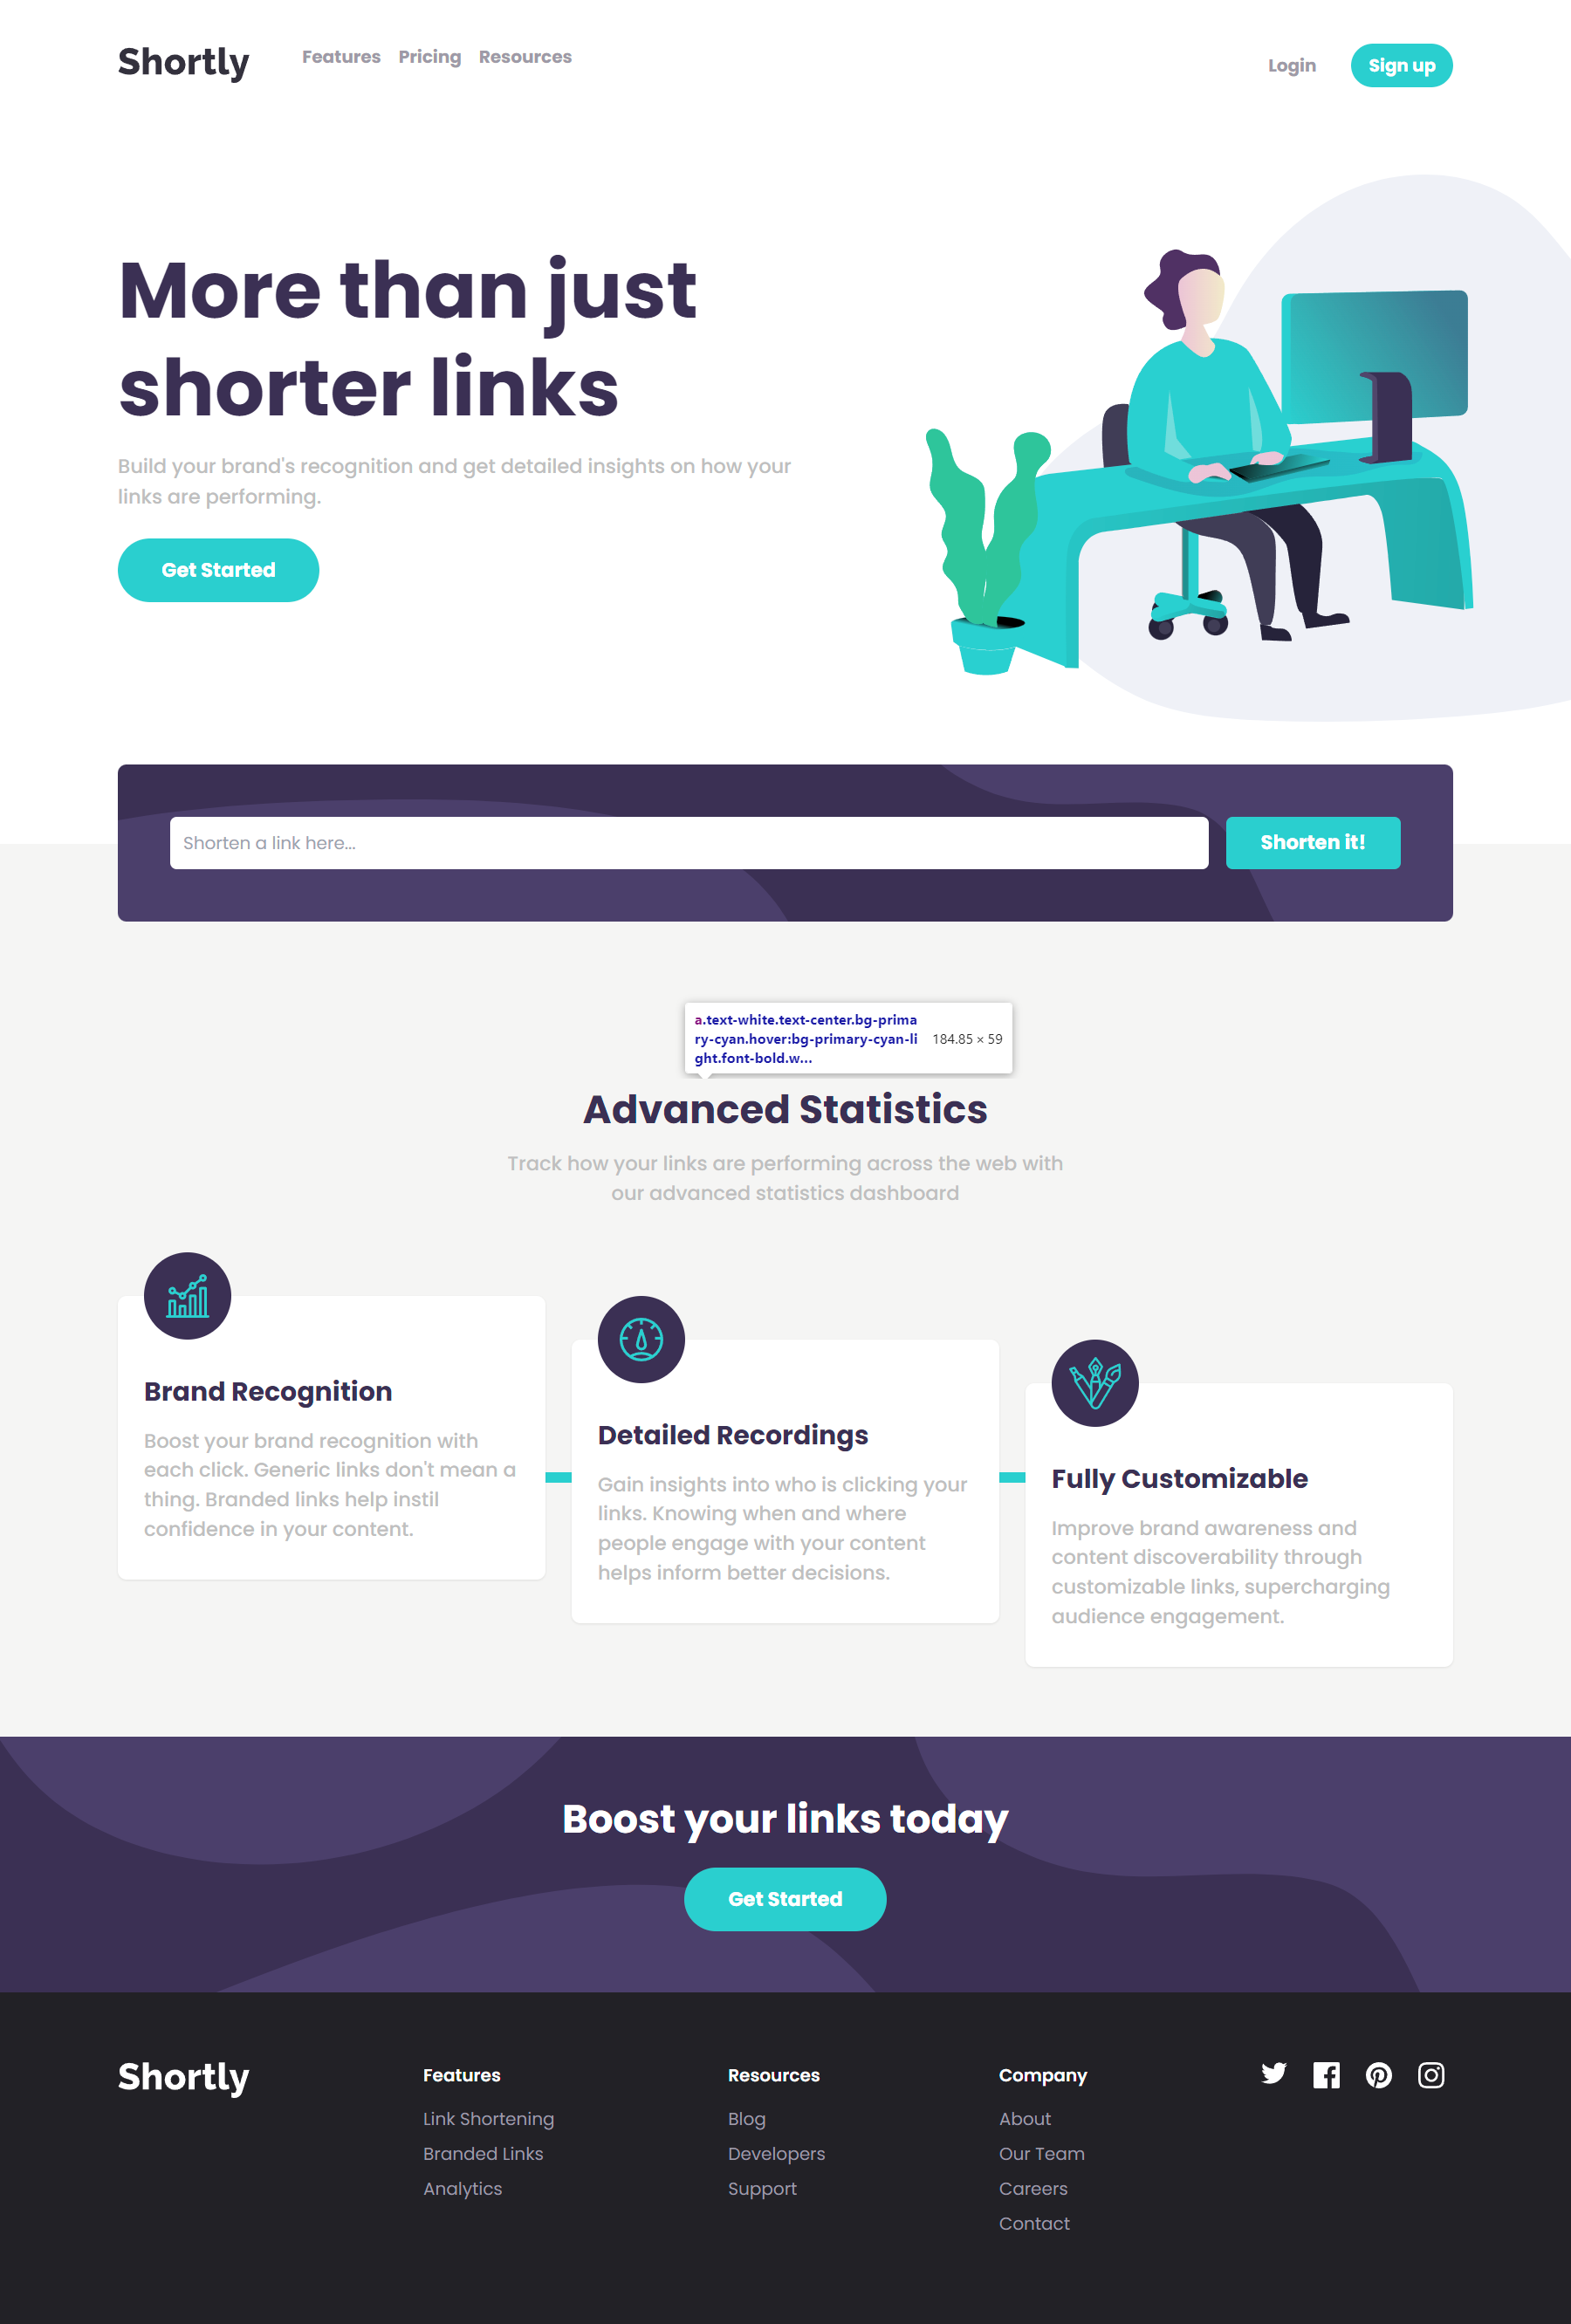 Shortly
Features Pricing Resources
Login
Sign up
More than just
shorter links
Build your brand's recognition and get detailed insights on how your
links are performing.
Get Started
Shorten a link here...
Shorten it!
a.text-white.text-center.bg-prima
ry-cyan.hover:bg-primary-cyan-li
ght.font-bold.w...
184.85 × 59
Advanced Statistics
Track how your links are performing across the web with
our advanced statistics dashboard
Brand Recognition
Boost your brand recognition with
each click. Generic links don't mean a
thing. Branded links help instil
confidence in your content.
Detailed Recordings
Gain insights into who is clicking your
links. Knowing when and where
people engage with your content
helps inform better decisions.
Fully Customizable
Improve brand awareness and
content discoverability through
customizable links, supercharging
audience engagement.
Boost your links today
Get Started
Shortly
Features
Link Shortening
Branded Links
Analytics
Resources
Blog
Developers
Support
Company
About
Our Team
Careers
Contact